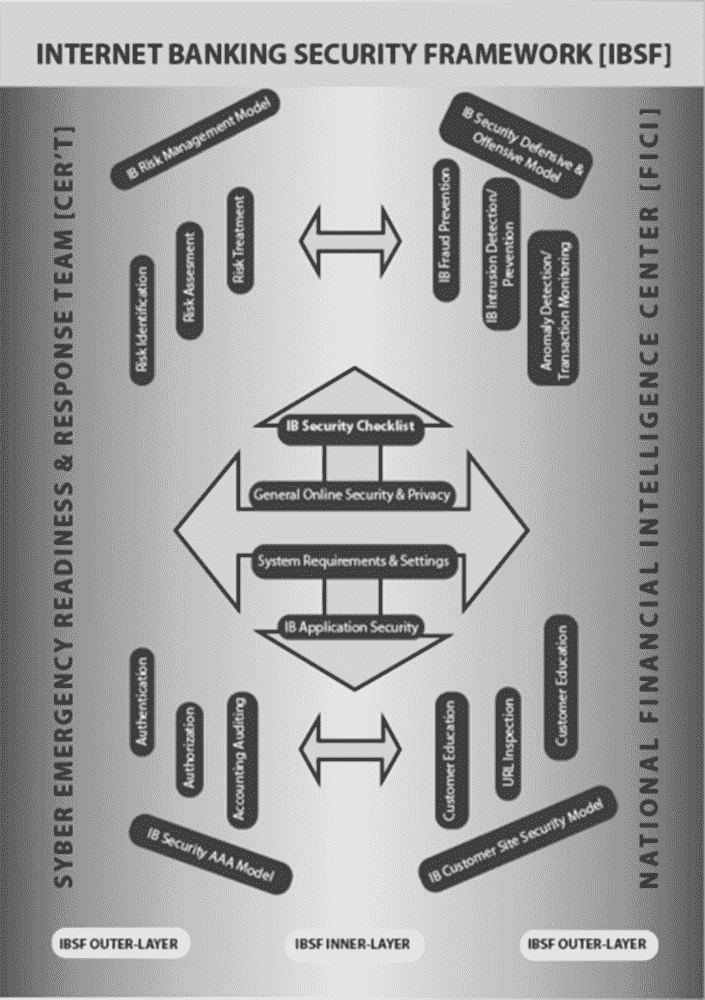 INTERNET BANKING SECURITY FRAMEWORK [IBSF]
SYBER EMERGENCY READINESS & RESPONSE TEAM [CER'T]
IB Risk Management Model
Risk Identification
Risk Assesment
Risk Treatment
IB Security Defensive &
Offensive Model
IB Fraud Prevention
IB Intrusion Detection/
Prevention
Anomaly Detection/
Transaction Monitoring
NATIONAL FINANCIAL INTELLIGENCE CENTER [FICI]
IB Security Checklist
General Online Security & Privacy
System Requirements & Settings
IB Application Security
Authentication
Authorization
Accounting Auditing
IB Security AAA Model
Customer Education
URL Inspection
Customer Education
IB Customer Site Security Model
IBSF OUTER-LAYER
IBSF INNER-LAYER
IBSF OUTER-LAYER